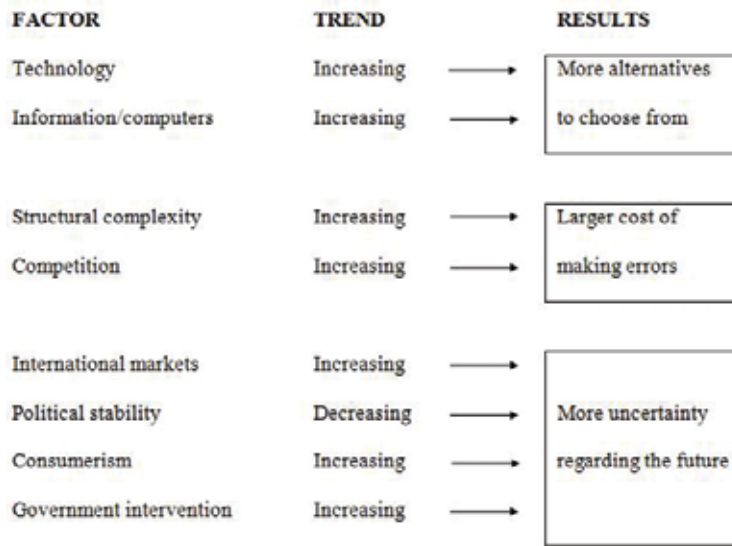 FACTOR TREND RESULTS
Technology Increasing More alternatives
Information/computers Increasing to choose from
Structural complexity Increasing Larger cost of
Competition Increasing making errors
International markets Increasing
Political stability Decreasing More uncertainty
Consumerism Increasing regarding the future
Government intervention Increasing